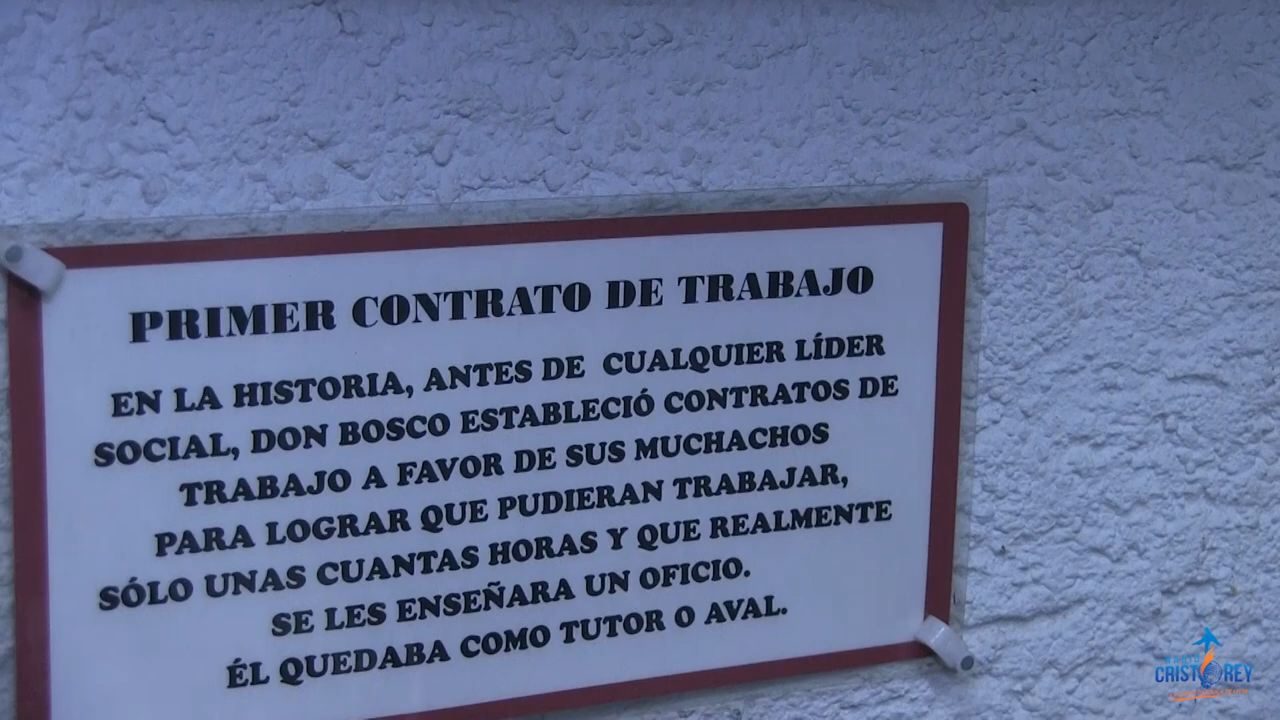 PRIMER CONTRATO DE TRABAJO
EN LA HISTORIA, ANTES DE CUALQUIER LÍDER
SOCIAL, DON BOSCO ESTABLECIÓ CONTRATOS DE
TRABAJO A FAVOR DE SUS MUCHACHOS
PARA LOGRAR QUE PUDIERAN TRABAJAR,
SÓLO UNAS CUANTAS HORAS Y QUE REALMENTE
SE LES ENSEÑARA UN OFICIO.
ÉL QUEDABA COMO TUTOR O AVAL.
CRISTOREY